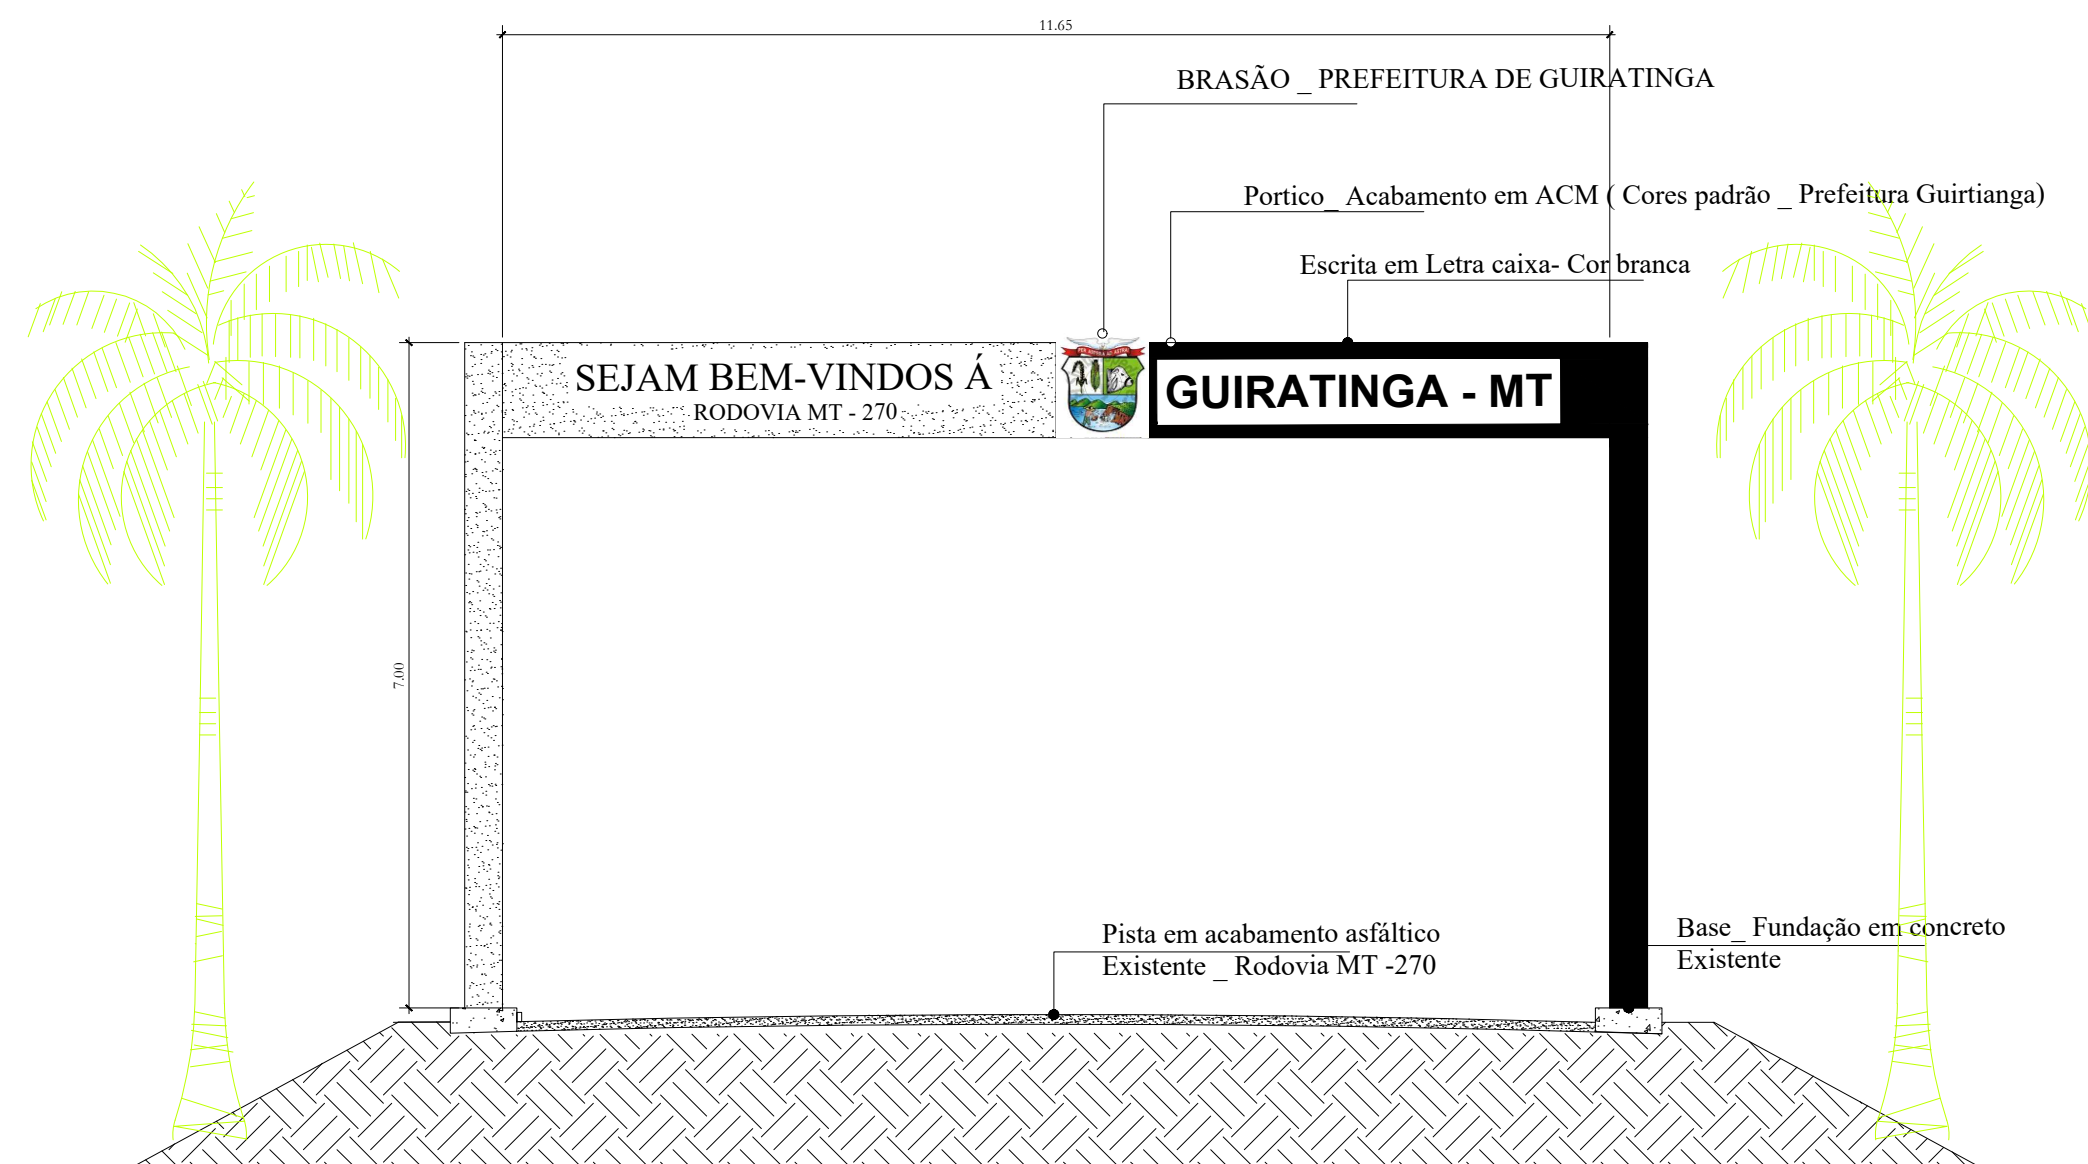 11.65
BRASÃO _ PREFEITURA DE GUIRATINGA
Portico_ Acabamento em ACM ( Cores padrão _ Prefeitura Guirtianga)
Escrita em Letra caixa- Cor branca
SEJAM BEM-VINDOS Á
RODOVIA MT - 270
GUIRATINGA - MT
7.00
Pista em acabamento asfáltico
Existente _ Rodovia MT -270
Base_ Fundação em concreto
Existente